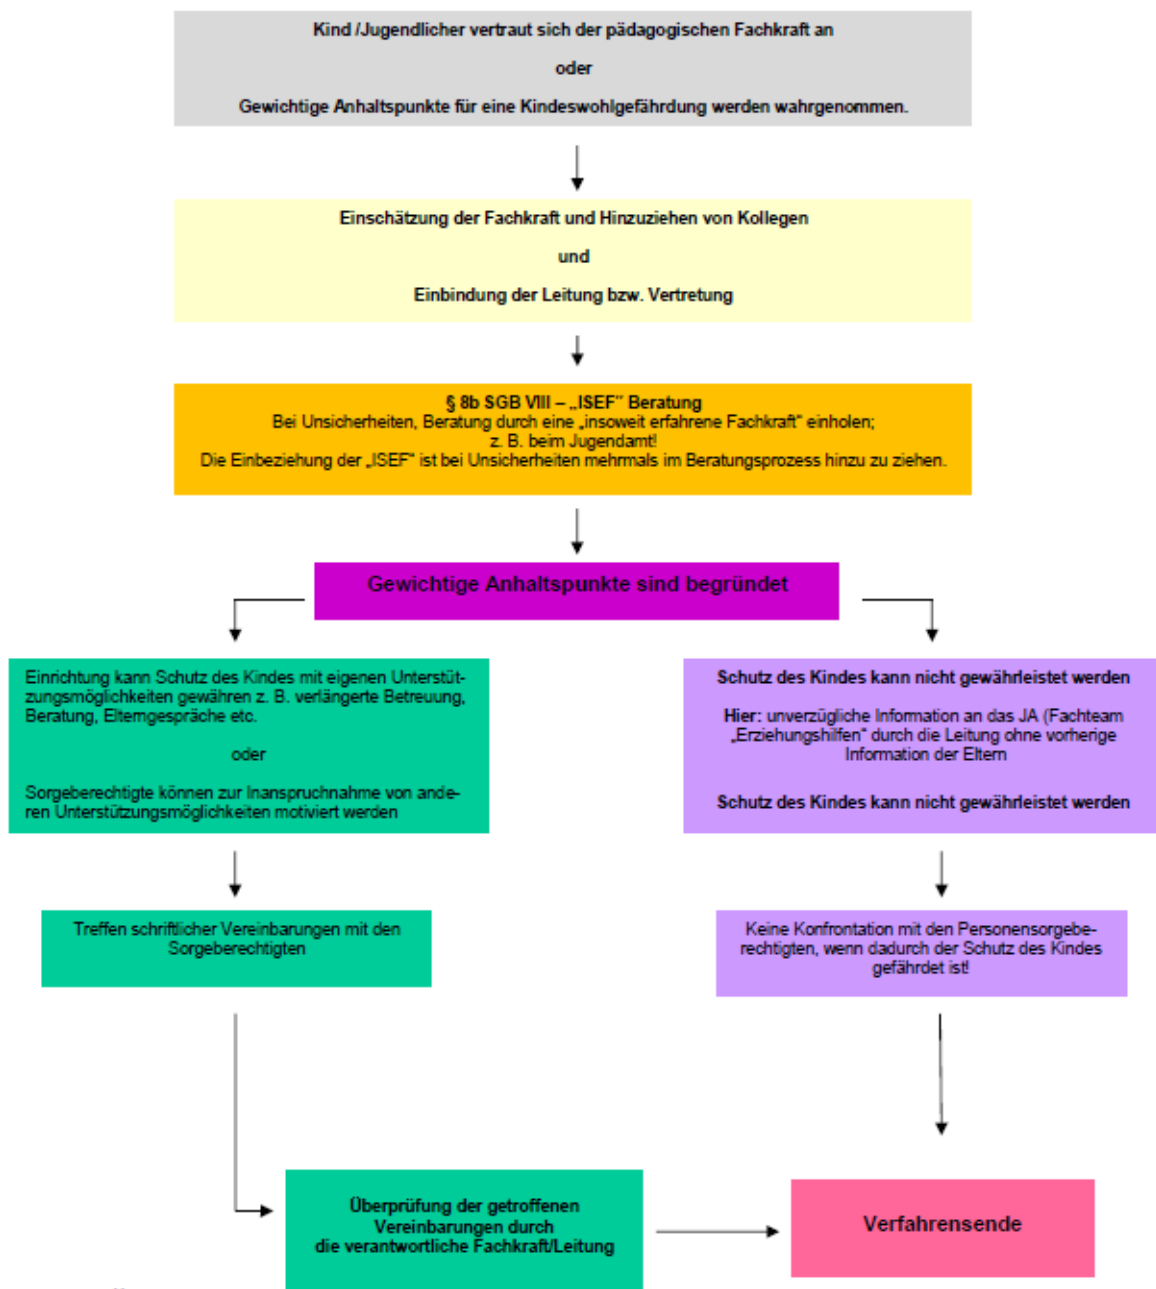 Kind /Jugendlicher vertraut sich der pädagogischen Fachkraft an
oder
Gewichtige Anhaltspunkte für eine Kindeswohlgefährdung werden wahrgenommen.
Einschätzung der Fachkraft und Hinzuziehen von Kollegen
und
Einbindung der Leitung bzw. Vertretung
§ 8b SGB VIII – „ISEF" Beratung
Bei Unsicherheiten, Beratung durch eine „insoweit erfahrene Fachkraft“ einholen;
z. B. beim Jugendamt!
Die Einbeziehung der „ISEF“ ist bei Unsicherheiten mehrmals im Beratungsprozess hinzu zu ziehen.
Gewichtige Anhaltspunkte sind begründet
Einrichtung kann Schutz des Kindes mit eigenen Unterstüt-
zungsmöglichkeiten gewähren z. B. verlängerte Betreuung,
Beratung, Elterngespräche etc.
oder
Sorgeberechtigte können zur Inanspruchnahme von ande-
ren Unterstützungsmöglichkeiten motiviert werden
Schutz des Kindes kann nicht gewährleistet werden
Hier: unverzügliche Information an das JA (Fachteam
„Erziehungshilfen“ durch die Leitung ohne vorherige
Information der Eltern
Schutz des Kindes kann nicht gewährleistet werden
Treffen schriftlicher Vereinbarungen mit den
Sorgeberechtigten
Keine Konfrontation mit den Personensorgebe-
rechtigten, wenn dadurch der Schutz des Kindes
gefährdet ist!
Überprüfung der getroffenen
Vereinbarungen durch
die verantwortliche Fachkraft/Leitung
Verfahrensende